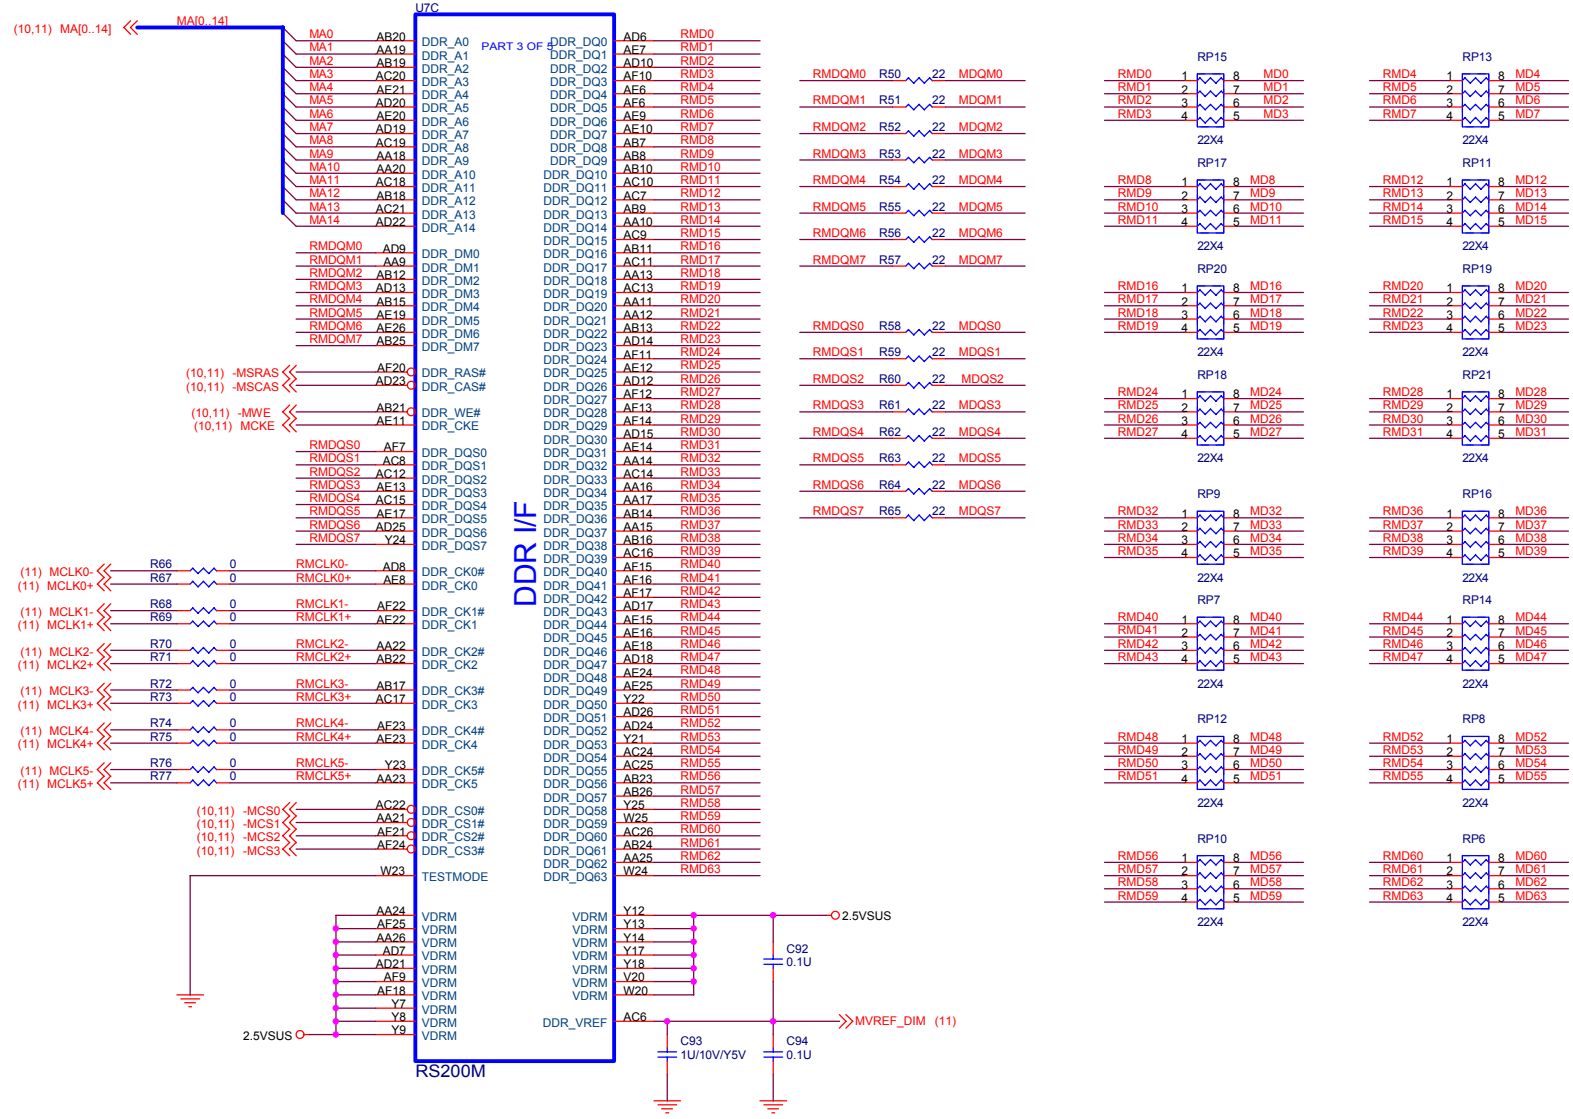 U7C
(10,11) MA[0..14] MA[0..14]
PART 3 OF 5
MA0 AB20 DDR_A0
MA1 AA19 DDR_A1
MA2 AB19 DDR_A2
MA3 AC20 DDR_A3
MA4 AE21 DDR_A4
MA5 AD20 DDR_A5
MA6 AE20 DDR_A6
MA7 AD19 DDR_A7
MA8 AC19 DDR_A8
MA9 AA18 DDR_A9
MA10 AA20 DDR_A10
MA11 AC18 DDR_A11
MA12 AB18 DDR_A12
MA13 AC21 DDR_A13
MA14 AD22 DDR_A14
RMDQM0 AD9 DDR_DM0
RMDQM1 AA9 DDR_DM1
RMDQM2 AB12 DDR_DM2
RMDQM3 AD13 DDR_DM3
RMDQM4 AB15 DDR_DM4
RMDQM5 AE19 DDR_DM5
RMDQM6 AE26 DDR_DM6
RMDQM7 AB25 DDR_DM7
(10,11) -MSRAS AF20 DDR_RAS#
(10,11) -MSCAS AD23 DDR_CAS#
(10,11) -MWE AB21 DDR_WE#
(10,11) MCKE AE11 DDR_CKE
RMDQS0 AF7 DDR_DQS0
RMDQS1 AC8 DDR_DQS1
RMDQS2 AC12 DDR_DQS2
RMDQS3 AE13 DDR_DQS3
RMDQS4 AC15 DDR_DQS4
RMDQS5 AE17 DDR_DQS5
RMDQS6 AD25 DDR_DQS6
RMDQS7 Y24 DDR_DQS7
(11) MCLK0- R66 0 RMCLK0- AD8 DDR_CK0#
(11) MCLK0+ R67 0 RMCLK0+ AE8 DDR_CK0
(11) MCLK1- R68 0 RMCLK1- AF22 DDR_CK1#
(11) MCLK1+ R69 0 RMCLK1+ AE22 DDR_CK1
(11) MCLK2- R70 0 RMCLK2- AA22 DDR_CK2#
(11) MCLK2+ R71 0 RMCLK2+ AB22 DDR_CK2
(11) MCLK3- R72 0 RMCLK3- AB17 DDR_CK3#
(11) MCLK3+ R73 0 RMCLK3+ AC17 DDR_CK3
(11) MCLK4- R74 0 RMCLK4- AF23 DDR_CK4#
(11) MCLK4+ R75 0 RMCLK4+ AE23 DDR_CK4
(11) MCLK5- R76 0 RMCLK5- Y23 DDR_CK5#
(11) MCLK5+ R77 0 RMCLK5+ AA23 DDR_CK5
(10,11) -MCS0 AC22 DDR_CS0#
(10,11) -MCS1 AA21 DDR_CS1#
(10,11) -MCS2 AF21 DDR_CS2#
(10,11) -MCS3 AF24 DDR_CS3#
W23 TESTMODE
AA24 VDRM
AF25 VDRM
AA26 VDRM
AD7 VDRM
AD21 VDRM
AF9 VDRM
AF18 VDRM
Y7 VDRM
Y8 VDRM
2.5VSUS Y9 VDRM
DDR I/F
DDR_DQ0 AD6 RMD0
DDR_DQ1 AE7 RMD1
DDR_DQ2 AD10 RMD2
DDR_DQ3 AF10 RMD3
DDR_DQ4 AE6 RMD4
DDR_DQ5 AF6 RMD5
DDR_DQ6 AE9 RMD6
DDR_DQ7 AE10 RMD7
DDR_DQ8 AB7 RMD8
DDR_DQ9 AB8 RMD9
DDR_DQ10 AB10 RMD10
DDR_DQ11 AC10 RMD11
DDR_DQ12 AC7 RMD12
DDR_DQ13 AB9 RMD13
DDR_DQ14 AA10 RMD14
DDR_DQ15 AC9 RMD15
DDR_DQ16 AB11 RMD16
DDR_DQ17 AC11 RMD17
DDR_DQ18 AA13 RMD18
DDR_DQ19 AC13 RMD19
DDR_DQ20 AA11 RMD20
DDR_DQ21 AA12 RMD21
DDR_DQ22 AB13 RMD22
DDR_DQ23 AD14 RMD23
DDR_DQ24 AF11 RMD24
DDR_DQ25 AE12 RMD25
DDR_DQ26 AD12 RMD26
DDR_DQ27 AF12 RMD27
DDR_DQ28 AF13 RMD28
DDR_DQ29 AF14 RMD29
DDR_DQ30 AD15 RMD30
DDR_DQ31 AE14 RMD31
DDR_DQ32 AA14 RMD32
DDR_DQ33 AC14 RMD33
DDR_DQ34 AA16 RMD34
DDR_DQ35 AA17 RMD35
DDR_DQ36 AB14 RMD36
DDR_DQ37 AA15 RMD37
DDR_DQ38 AB16 RMD38
DDR_DQ39 AC16 RMD39
DDR_DQ40 AF15 RMD40
DDR_DQ41 AF16 RMD41
DDR_DQ42 AF17 RMD42
DDR_DQ43 AD17 RMD43
DDR_DQ44 AE15 RMD44
DDR_DQ45 AE16 RMD45
DDR_DQ46 AE18 RMD46
DDR_DQ47 AD18 RMD47
DDR_DQ48 AE24 RMD48
DDR_DQ49 AE25 RMD49
DDR_DQ50 Y22 RMD50
DDR_DQ51 AD26 RMD51
DDR_DQ52 AD24 RMD52
DDR_DQ53 Y21 RMD53
DDR_DQ54 AC24 RMD54
DDR_DQ55 AC25 RMD55
DDR_DQ56 AB23 RMD56
DDR_DQ57 AB26 RMD57
DDR_DQ58 Y25 RMD58
DDR_DQ59 W25 RMD59
DDR_DQ60 AC26 RMD60
DDR_DQ61 AB24 RMD61
DDR_DQ62 AA25 RMD62
DDR_DQ63 W24 RMD63
VDRM Y12 2.5VSUS
VDRM Y13
VDRM Y14
VDRM Y17
VDRM Y18
VDRM V20
VDRM W20
C92
0.1U
DDR_VREF AC6 MVREF_DIM (11)
C93
1U/10V/Y5V
C94
0.1U
RS200M
RMDQM0 R50 22 MDQM0
RMDQM1 R51 22 MDQM1
RMDQM2 R52 22 MDQM2
RMDQM3 R53 22 MDQM3
RMDQM4 R54 22 MDQM4
RMDQM5 R55 22 MDQM5
RMDQM6 R56 22 MDQM6
RMDQM7 R57 22 MDQM7
RMDQS0 R58 22 MDQS0
RMDQS1 R59 22 MDQS1
RMDQS2 R60 22 MDQS2
RMDQS3 R61 22 MDQS3
RMDQS4 R62 22 MDQS4
RMDQS5 R63 22 MDQS5
RMDQS6 R64 22 MDQS6
RMDQS7 R65 22 MDQS7
RP15
RMD0 1 8 MD0
RMD1 2 7 MD1
RMD2 3 6 MD2
RMD3 4 5 MD3
22X4
RP13
RMD4 1 8 MD4
RMD5 2 7 MD5
RMD6 3 6 MD6
RMD7 4 5 MD7
22X4
RP17
RMD8 1 8 MD8
RMD9 2 7 MD9
RMD10 3 6 MD10
RMD11 4 5 MD11
22X4
RP11
RMD12 1 8 MD12
RMD13 2 7 MD13
RMD14 3 6 MD14
RMD15 4 5 MD15
22X4
RP20
RMD16 1 8 MD16
RMD17 2 7 MD17
RMD18 3 6 MD18
RMD19 4 5 MD19
22X4
RP19
RMD20 1 8 MD20
RMD21 2 7 MD21
RMD22 3 6 MD22
RMD23 4 5 MD23
22X4
RP18
RMD24 1 8 MD24
RMD25 2 7 MD25
RMD26 3 6 MD26
RMD27 4 5 MD27
22X4
RP21
RMD28 1 8 MD28
RMD29 2 7 MD29
RMD30 3 6 MD30
RMD31 4 5 MD31
22X4
RP9
RMD32 1 8 MD32
RMD33 2 7 MD33
RMD34 3 6 MD34
RMD35 4 5 MD35
22X4
RP16
RMD36 1 8 MD36
RMD37 2 7 MD37
RMD38 3 6 MD38
RMD39 4 5 MD39
22X4
RP7
RMD40 1 8 MD40
RMD41 2 7 MD41
RMD42 3 6 MD42
RMD43 4 5 MD43
22X4
RP14
RMD44 1 8 MD44
RMD45 2 7 MD45
RMD46 3 6 MD46
RMD47 4 5 MD47
22X4
RP12
RMD48 1 8 MD48
RMD49 2 7 MD49
RMD50 3 6 MD50
RMD51 4 5 MD51
22X4
RP8
RMD52 1 8 MD52
RMD53 2 7 MD53
RMD54 3 6 MD54
RMD55 4 5 MD55
22X4
RP10
RMD56 1 8 MD56
RMD57 2 7 MD57
RMD58 3 6 MD58
RMD59 4 5 MD59
22X4
RP6
RMD60 1 8 MD60
RMD61 2 7 MD61
RMD62 3 6 MD62
RMD63 4 5 MD63
22X4